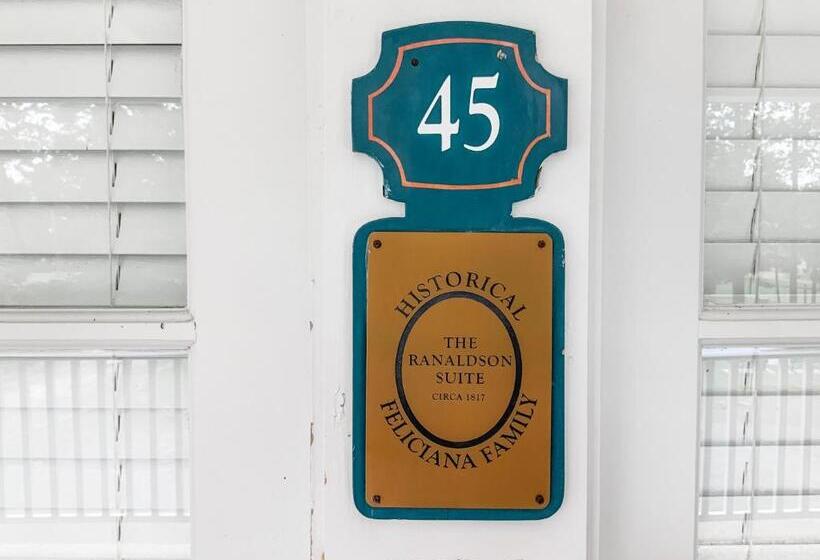 45
HISTORICAL
THE
RANALDSON
SUITE
CIRCA 1817
FELICIANA FAMILY